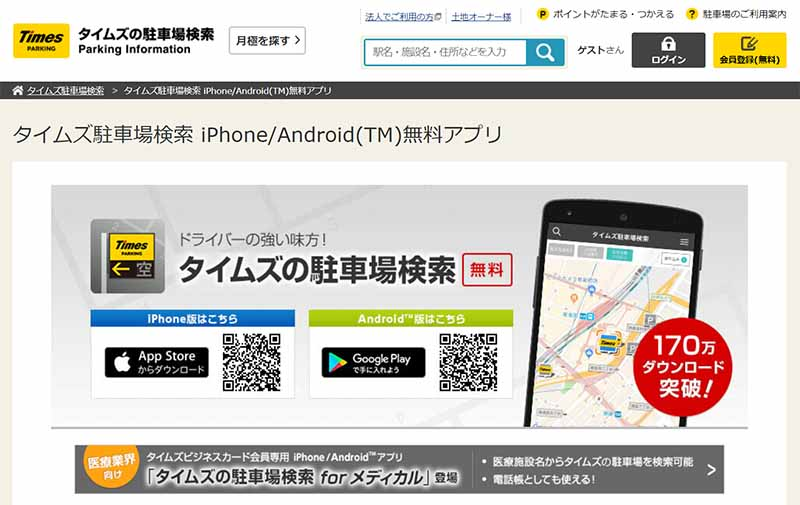 Times
PARKING
タイムズの駐車場検索
Parking Information
月極を探す >
法人でご利用の方
土地オーナー様
P ポイントがたまる・つかえる
? 駐車場のご利用案内
駅名・施設名・住所などを入力
ゲストさん
ログイン
会員登録(無料)
タイムズ駐車場検索 > タイムズ駐車場検索 iPhone/Android(TM)無料アプリ
タイムズ駐車場検索 iPhone/Android(TM)無料アプリ
Times
PARKING
空
ドライバーの強い味方!
タイムズの駐車場検索
無料
iPhone版はこちら
App Store
からダウンロード
Android™版はこちら
Google Play
で手に入れよう
タイムズ駐車場検索
Times
Times
170万
ダウンロード
突破!
医療業界
向け
タイムズビジネスカード会員専用 iPhone/Android™アプリ
「タイムズの駐車場検索 for メディカル」登場
・医療施設名からタイムズの駐車場を検索可能
・電話帳としても使える!